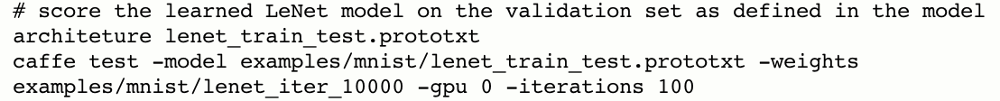 # score the learned LeNet model on the validation set as defined in the model
architeture lenet_train_test.prototxt
caffe test -model examples/mnist/lenet_train_test.prototxt -weights
examples/mnist/lenet_iter_10000 -gpu 0 -iterations 100